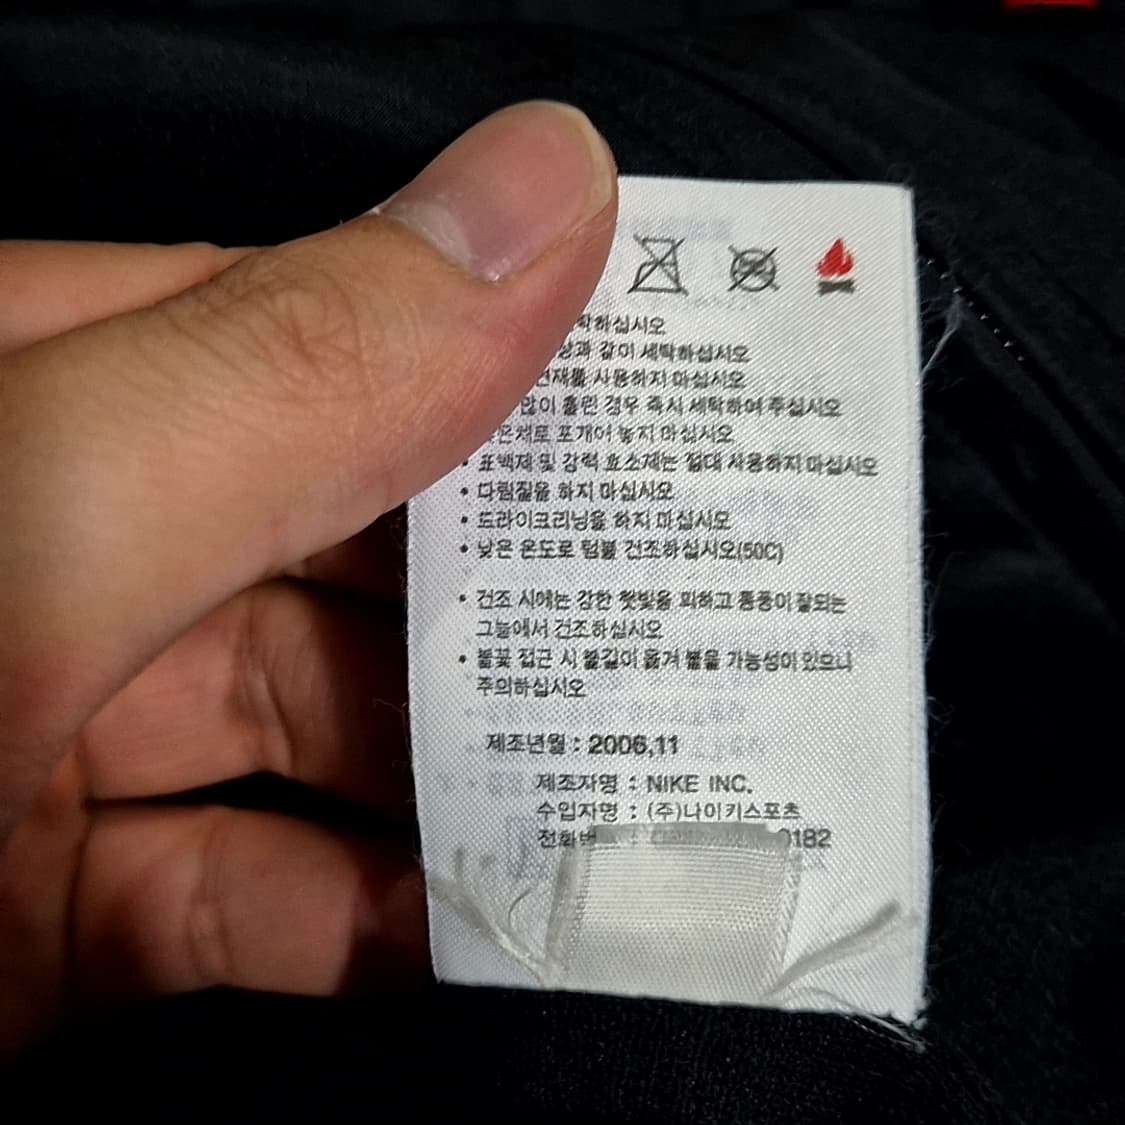 하십시오
같이 세탁하십시오
사용하지 마십시오
많이 흘린 경우 즉시 세탁하여 주십시오
포개어 놓지 마십시오
• 표백제 및 강력 효소제는 절대 사용하지 마십시오
• 다림질을 하지 마십시오
• 드라이크리닝을 하지 마십시오
• 낮은 온도로 텀블 건조하십시오(50C)
• 건조 시에는 강한 햇빛을 피하고 통풍이 잘되는
그늘에서 건조하십시오
• 불꽃 접근 시 불길이 옮겨 붙을 가능성이 있으니
주의하십시오
제조년월 : 2006.11
제조자명 : NIKE INC.
수입자명 : (주)나이키스포츠
전화번 182